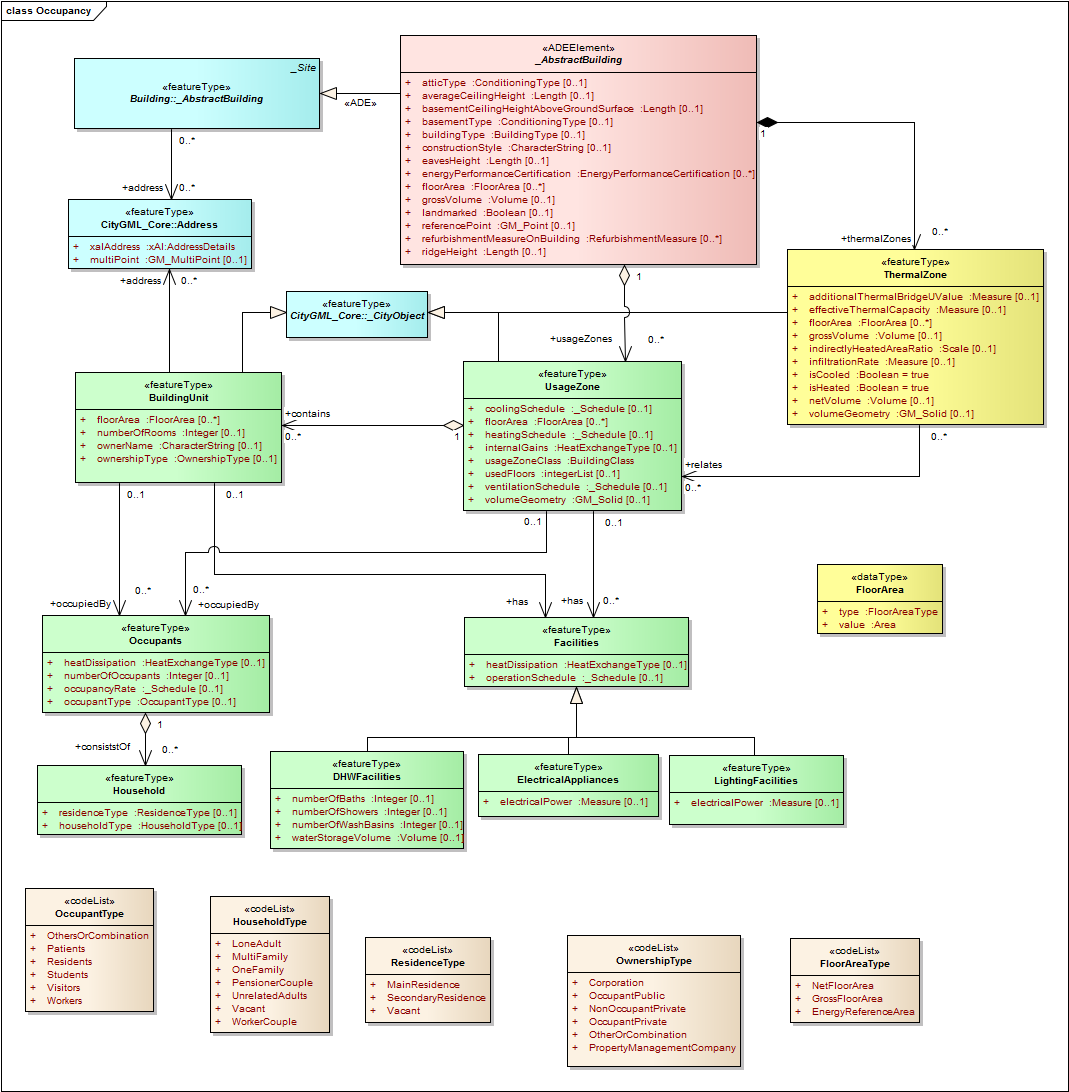 class Occupancy
«ADEElement»
_AbstractBuilding
+ atticType :ConditioningType [0..1]
+ averageCeilingHeight :Length [0..1]
+ basementCeilingHeightAboveGroundSurface :Length [0..1]
+ basementType :ConditioningType [0..1]
+ buildingType :BuildingType [0..1]
+ constructionStyle :CharacterString [0..1]
+ eavesHeight :Length [0..1]
+ energyPerformanceCertification :EnergyPerformanceCertification [0..*]
+ floorArea :FloorArea [0..*]
+ grossVolume :Volume [0..1]
+ landmarked :Boolean [0..1]
+ referencePoint :GM_Point [0..1]
+ refurbishmentMeasureOnBuilding :RefurbishmentMeasure [0..*]
+ ridgeHeight :Length [0..1]
_Site
«featureType»
Building::_AbstractBuilding
«ADE»
1
0..*
+address
0..*
«featureType»
CityGML_Core::Address
+ xalAddress :xAl:AddressDetails
+ multiPoint :GM_MultiPoint [0..1]
+address
0..*
+thermalZones
0..*
«featureType»
ThermalZone
+ additionalThermalBridgeUValue :Measure [0..1]
+ effectiveThermalCapacity :Measure [0..1]
+ floorArea :FloorArea [0..*]
+ grossVolume :Volume [0..1]
+ indirectlyHeatedAreaRatio :Scale [0..1]
+ infiltrationRate :Measure [0..1]
+ isCooled :Boolean = true
+ isHeated :Boolean = true
+ netVolume :Volume [0..1]
+ volumeGeometry :GM_Solid [0..1]
0..*
1
«featureType»
CityGML_Core::_CityObject
+usageZones
0..*
«featureType»
BuildingUnit
+ floorArea :FloorArea [0..*]
+ numberOfRooms :Integer [0..1]
+ ownerName :CharacterString [0..1]
+ ownershipType :OwnershipType [0..1]
+contains
0..*
1
«featureType»
UsageZone
+ coolingSchedule :_Schedule [0..1]
+ floorArea :FloorArea [0..*]
+ heatingSchedule :_Schedule [0..1]
+ internalGains :HeatExchangeType [0..1]
+ usageZoneClass :BuildingClass
+ usedFloors :integerList [0..1]
+ ventilationSchedule :_Schedule [0..1]
+ volumeGeometry :GM_Solid [0..1]
+relates
0..*
0..1
0..1
0..1
0..1
0..*
+occupiedBy
0..*
+occupiedBy
+has
+has
0..*
«dataType»
FloorArea
+ type :FloorAreaType
+ value :Area
«featureType»
Occupants
+ heatDissipation :HeatExchangeType [0..1]
+ numberOfOccupants :Integer [0..1]
+ occupancyRate :_Schedule [0..1]
+ occupantType :OccupantType [0..1]
«featureType»
Facilities
+ heatDissipation :HeatExchangeType [0..1]
+ operationSchedule :_Schedule [0..1]
1
+consiststOf
0..*
«featureType»
Household
+ residenceType :ResidenceType [0..1]
+ householdType :HouseholdType [0..1]
«featureType»
DHWFacilities
+ numberOfBaths :Integer [0..1]
+ numberOfShowers :Integer [0..1]
+ numberOfWashBasins :Integer [0..1]
+ waterStorageVolume :Volume [0..1]
«featureType»
ElectricalAppliances
+ electricalPower :Measure [0..1]
«featureType»
LightingFacilities
+ electricalPower :Measure [0..1]
«codeList»
OccupantType
+ OthersOrCombination
+ Patients
+ Residents
+ Students
+ Visitors
+ Workers
«codeList»
HouseholdType
+ LoneAdult
+ MultiFamily
+ OneFamily
+ PensionerCouple
+ UnrelatedAdults
+ Vacant
+ WorkerCouple
«codeList»
ResidenceType
+ MainResidence
+ SecondaryResidence
+ Vacant
«codeList»
OwnershipType
+ Corporation
+ OccupantPublic
+ NonOccupantPrivate
+ OccupantPrivate
+ OtherOrCombination
+ PropertyManagementCompany
«codeList»
FloorAreaType
+ NetFloorArea
+ GrossFloorArea
+ EnergyReferenceArea